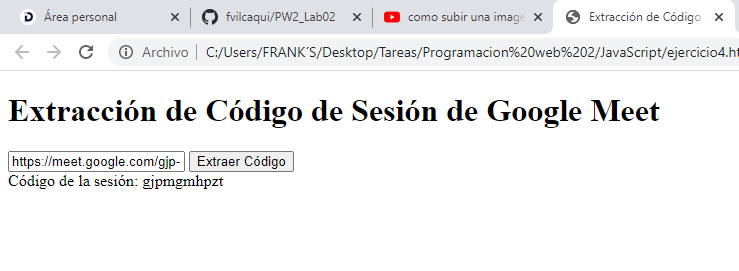 Área personal
fvilcaqui/PW2_Lab02
como subir una image
Extracción de Código
Archivo C:/Users/FRANK´S/Desktop/Tareas/Programacion%20web%202/JavaScript/ejercicio4.ht
Extracción de Código de Sesión de Google Meet
https://meet.google.com/gjp- Extraer Código
Código de la sesión: gjpmgmhpzt